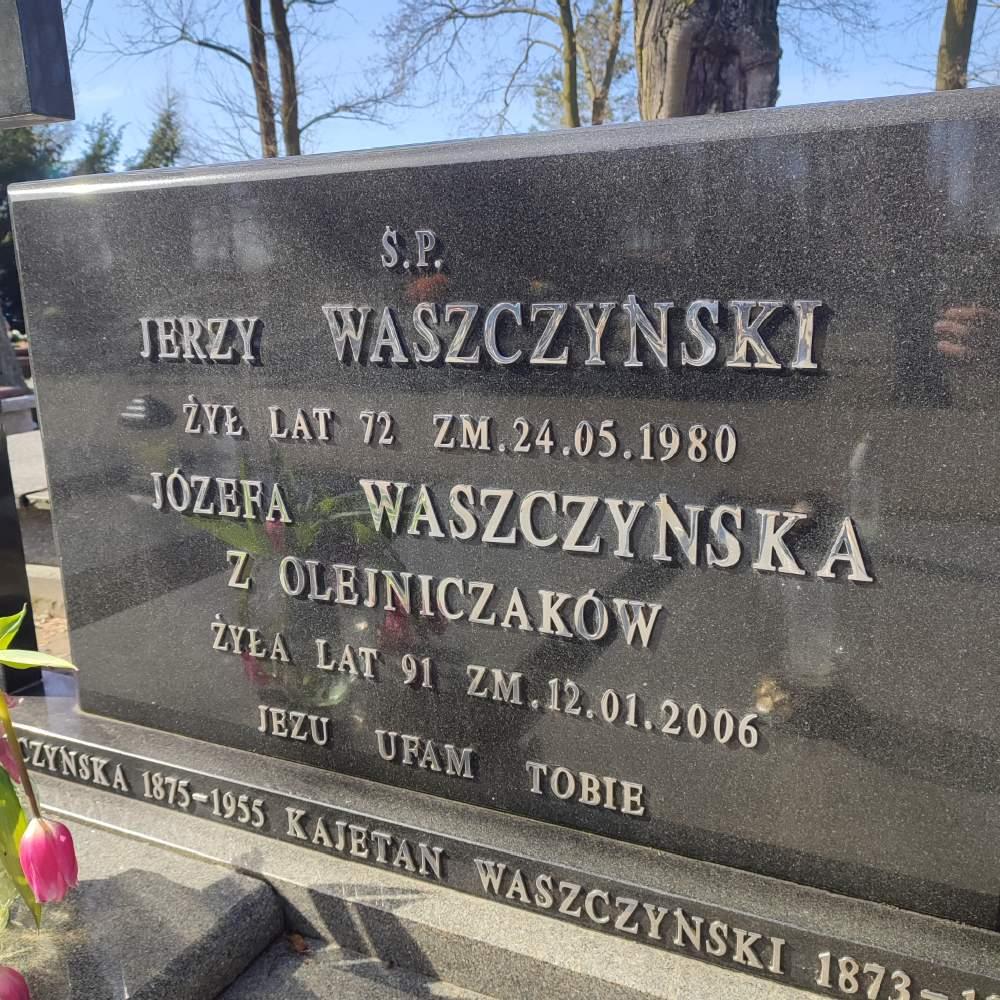 Ś.P.
JERZY WASZCZYŃSKI
ŻYŁ LAT 72 ZM.24.05.1980
JÓZEFA WASZCZYŃSKA
Z OLEJNICZAKÓW
ŻYŁA LAT 91 ZM.12.01.2006
JEZU UFAM TOBIE
1875-1955 KAJETAN WASZCZYŃSKI 1873-